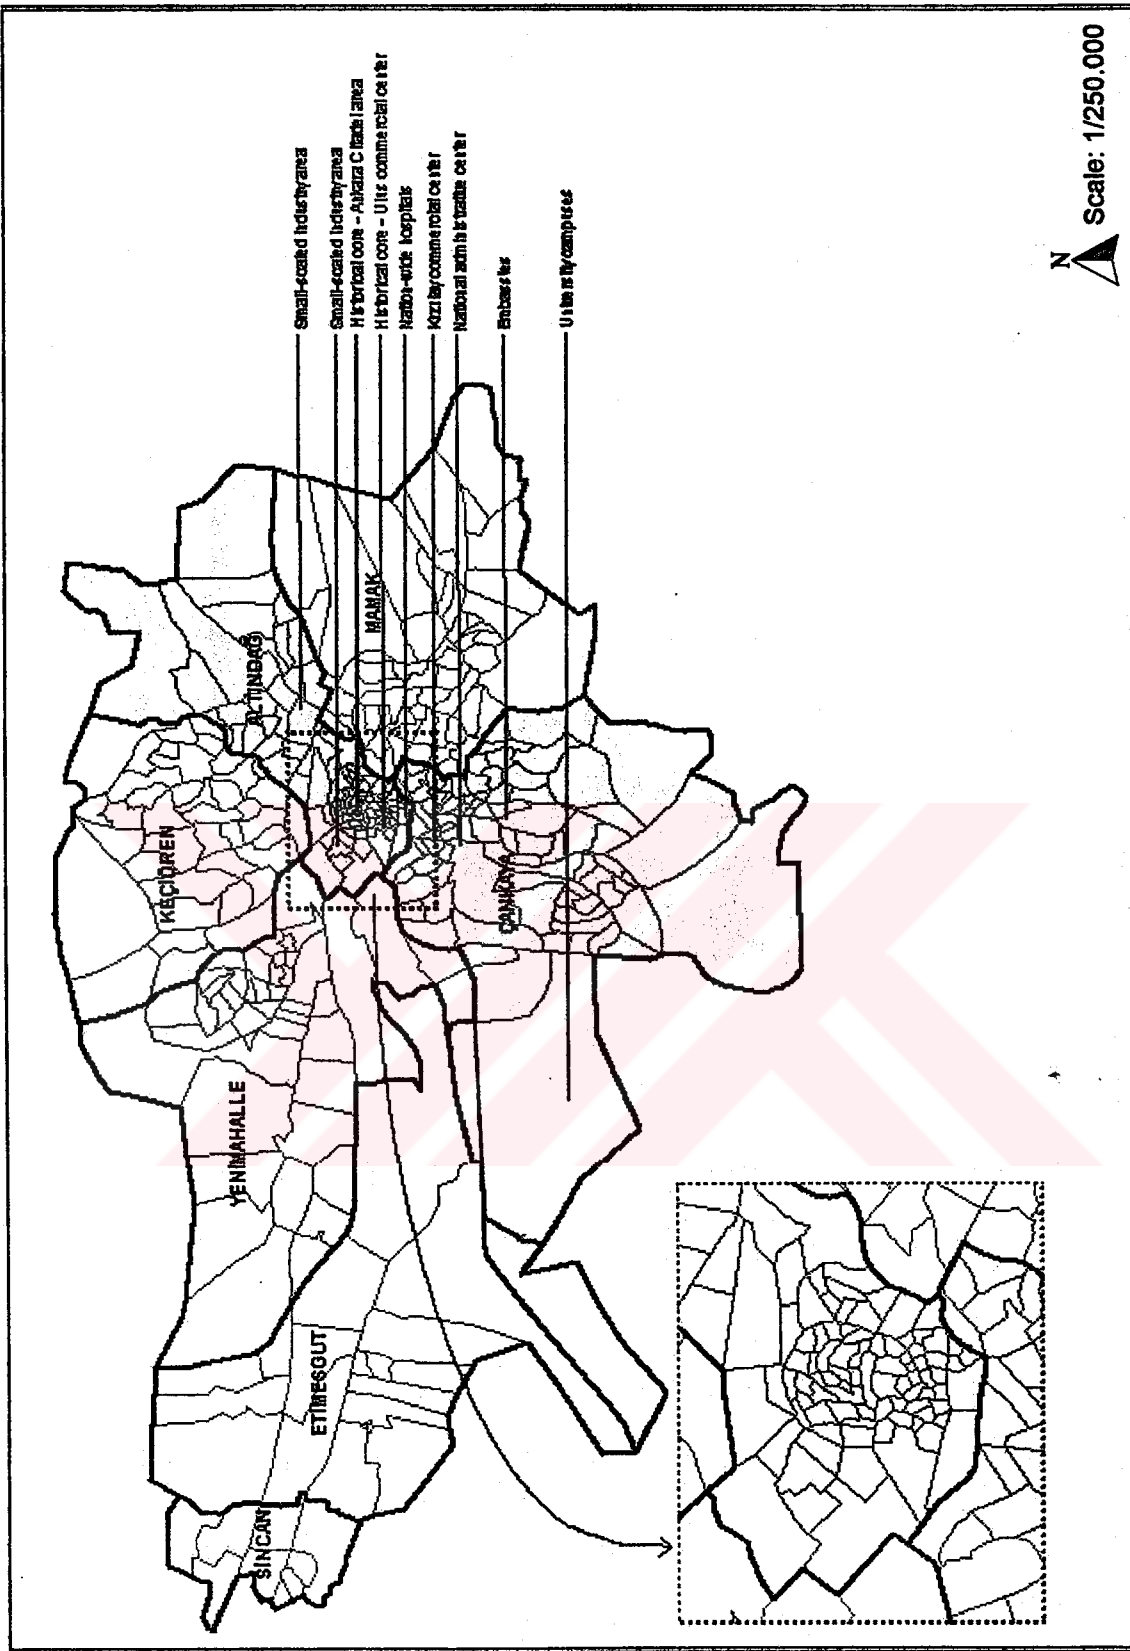 Small-scaled industry area
Small-scaled industry area
Historical core - Ankara Citadel area
Historical core - Ulus commercial center
Nation-wide hospitals
Kızılay commercial center
National administrative center
Embassies
University campuses
KEÇİÖREN
ALTINDAĞ
YENİMAHALLE
MAMAK
ETİMESGUT
SİNCAN
ÇANKAYA
N
Scale: 1/250.000